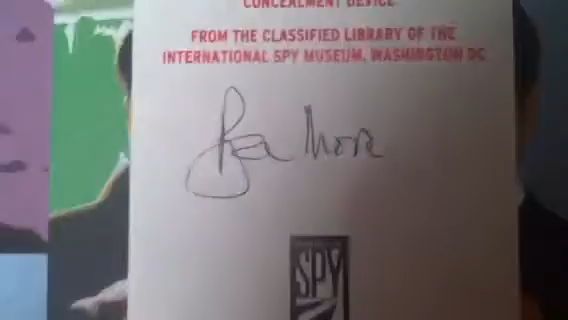 CONCEALMENT DEVICE
FROM THE CLASSIFIED LIBRARY OF THE
INTERNATIONAL SPY MUSEUM, WASHINGTON DC
SPY